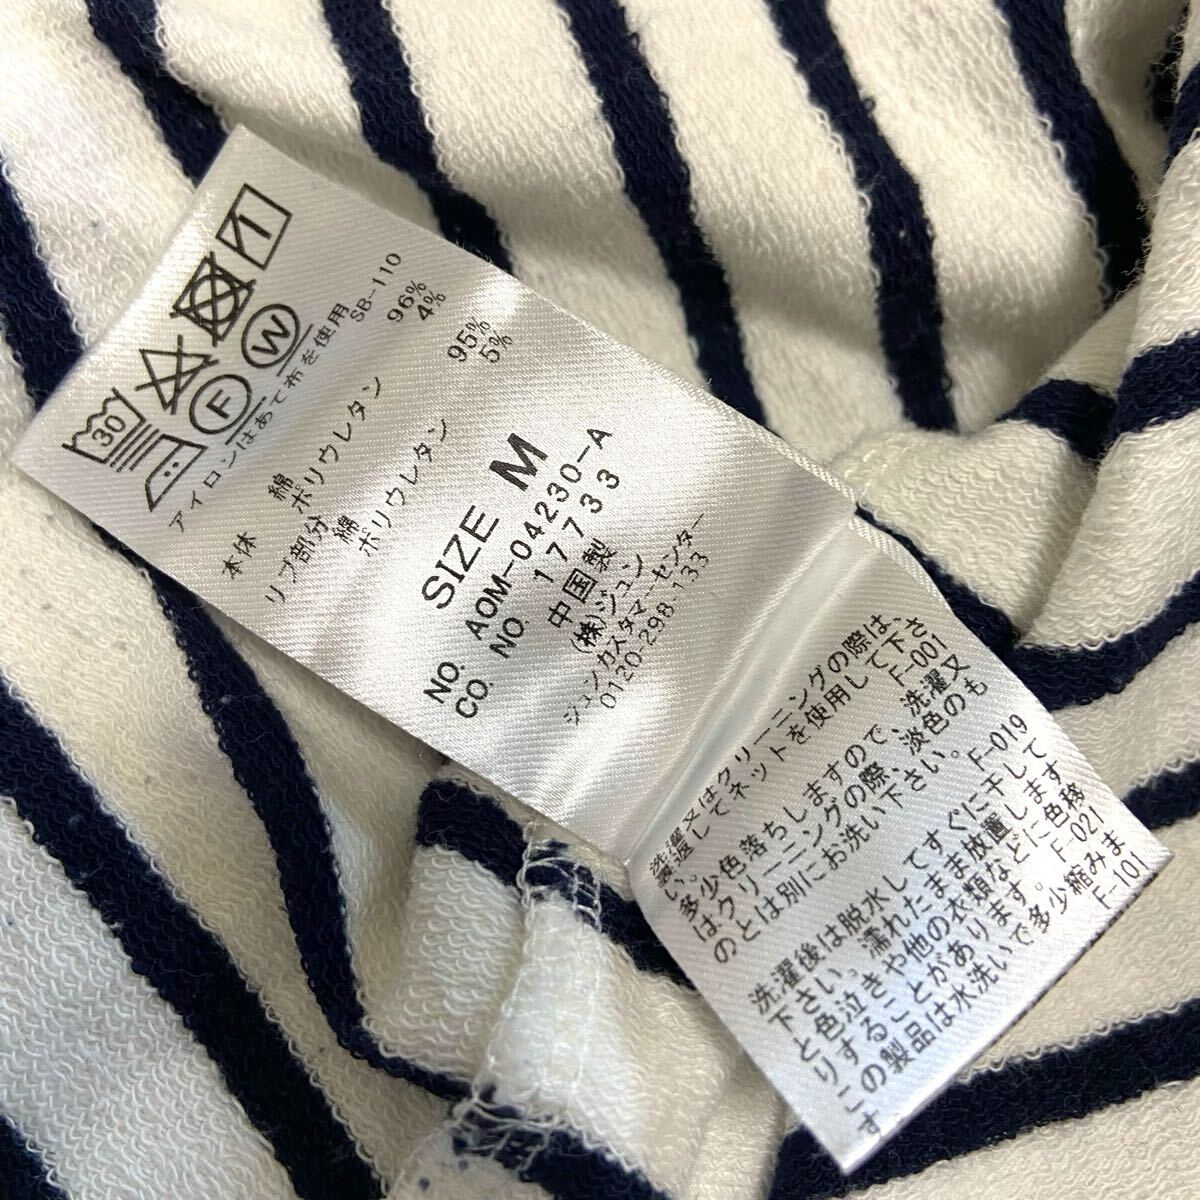 30
F
W
アイロンはあて布を使用
SB-110
本体 綿 96%
ポリウレタン 4%
リブ部分 綿 95%
ポリウレタン 5%
SIZE M
NO. AOM-04230-A
CO. NO. 17733
中国製
(株)ジュン
ジュンカスタマーセンター
0120-298-133
洗濯又はクリーニングの際は、
裏返してネットを使用して下さ
い。 F-001
多少色落ちしますので、洗濯又
はクリーニングの際、淡色のも
のとは別にお洗い下さい。
F-019
洗濯後は脱水してすぐに干して
下さい。濡れたまま放置します
と色泣きや他の衣類などに色移
りすることがあります。 F-021
この製品は水洗いで多少縮みま
す F-101